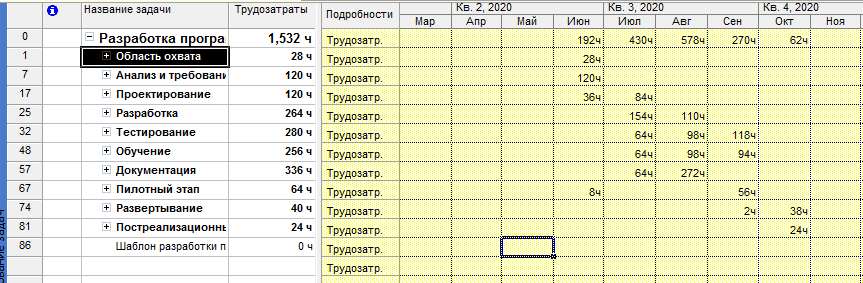 Название задачи Трудозатраты Подробности Кв. 2, 2020 Кв. 3, 2020 Кв. 4, 2020
Мар Апр Май Июн Июл Авг Сен Окт Ноя
0 Разработка програ 1,532 ч Трудозатр. 192ч 430ч 578ч 270ч 62ч
1 Область охвата 28 ч Трудозатр. 28ч
7 Анализ и требовани 120 ч Трудозатр. 120ч
17 Проектирование 120 ч Трудозатр. 36ч 84ч
25 Разработка 264 ч Трудозатр. 154ч 110ч
32 Тестирование 280 ч Трудозатр. 64ч 98ч 118ч
48 Обучение 256 ч Трудозатр. 64ч 98ч 94ч
57 Документация 336 ч Трудозатр. 64ч 272ч
67 Пилотный этап 64 ч Трудозатр. 8ч 56ч
74 Развертывание 40 ч Трудозатр. 2ч 38ч
81 Постреализационны 24 ч Трудозатр. 24ч
86 Шаблон разработки п 0 ч Трудозатр.
Трудозатр.